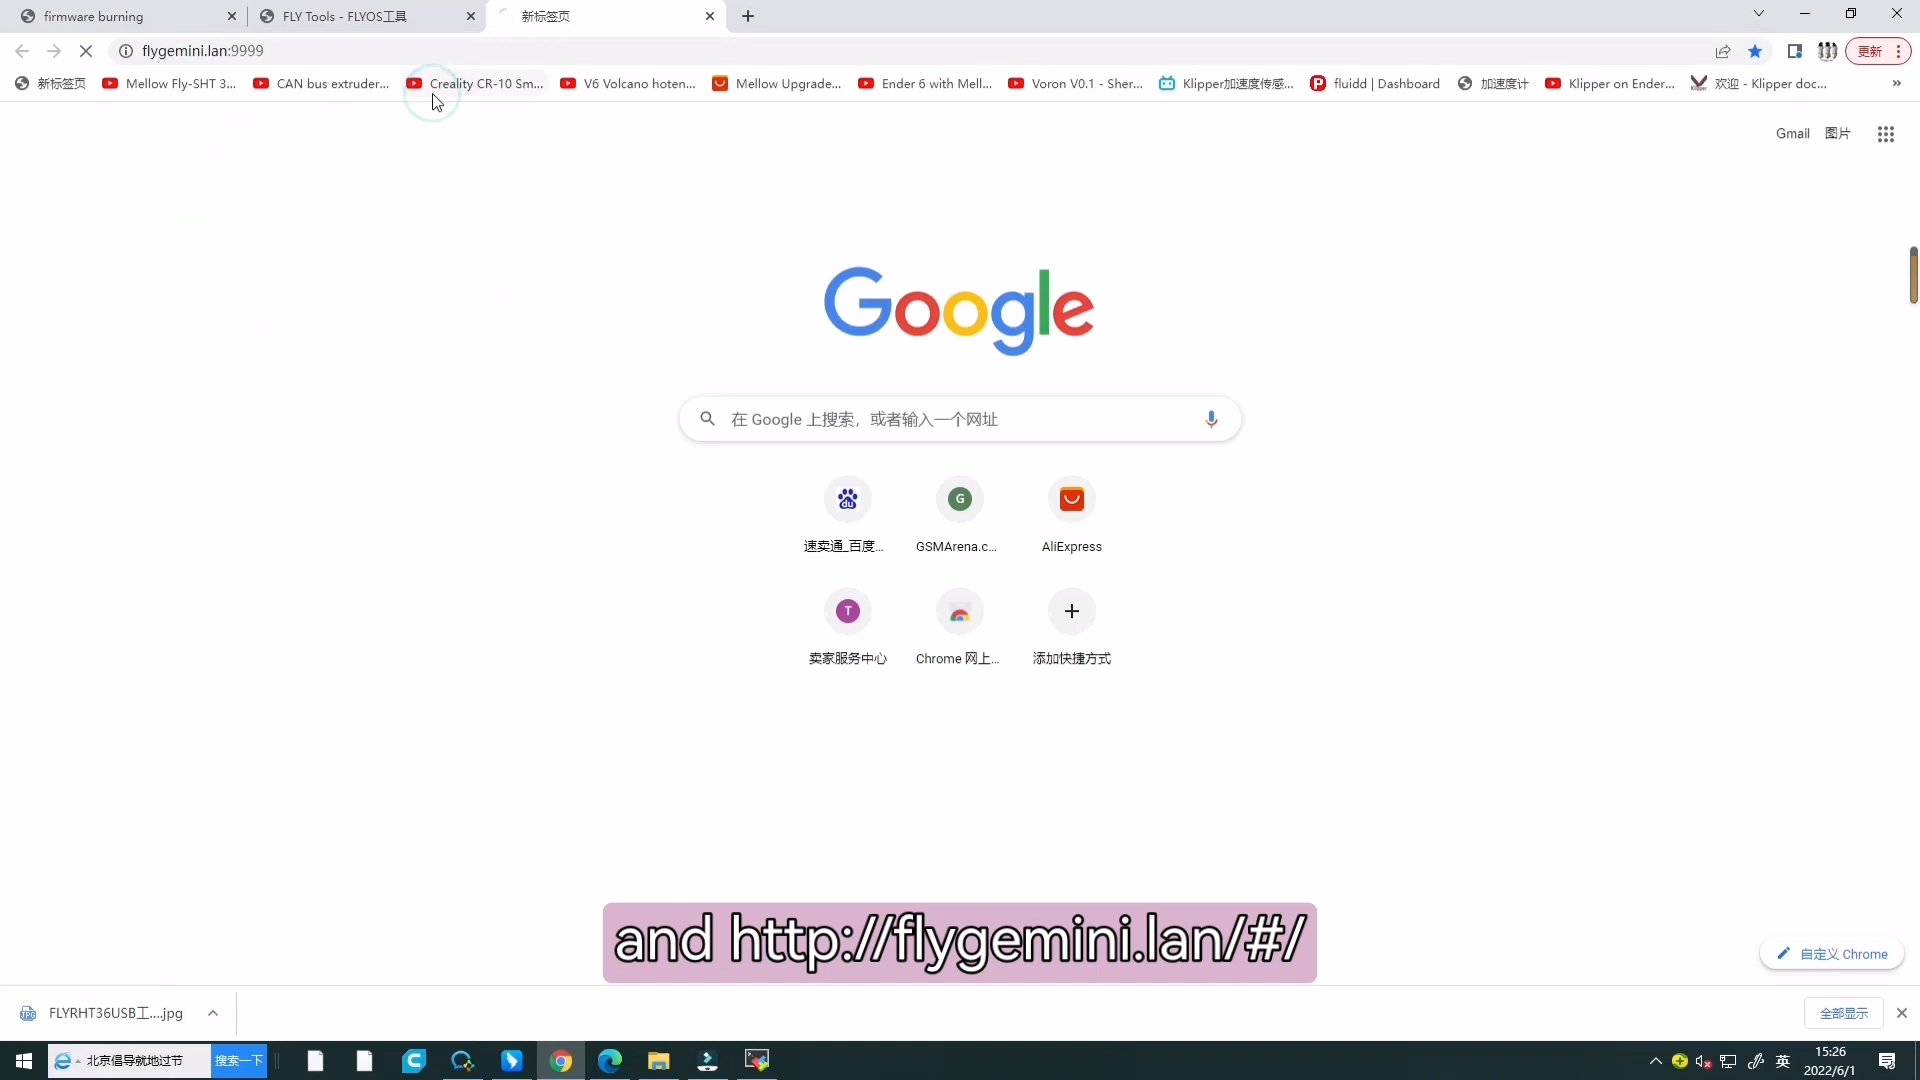 firmware burning
FLY Tools - FLYOS工具
新标签页
flygemini.lan:9999
更新
新标签页
Mellow Fly-SHT 3...
CAN bus extruder...
Creality CR-10 Sm...
V6 Volcano hoten...
Mellow Upgrade...
Ender 6 with Mell...
Voron V0.1 - Sher...
Klipper加速度传感...
fluidd | Dashboard
加速度计
Klipper on Ender...
欢迎 - Klipper doc...
»
Gmail
图片
Google
在 Google 上搜索，或者输入一个网址
du
G
速卖通_百度...
GSMArena.c...
AliExpress
T
卖家服务中心
Chrome 网上...
添加快捷方式
and http://flygemini.lan/#/
自定义 Chrome
FLYRHT36USB工....jpg
全部显示
北京倡导就地过节
搜索一下
英
15:26
2022/6/1